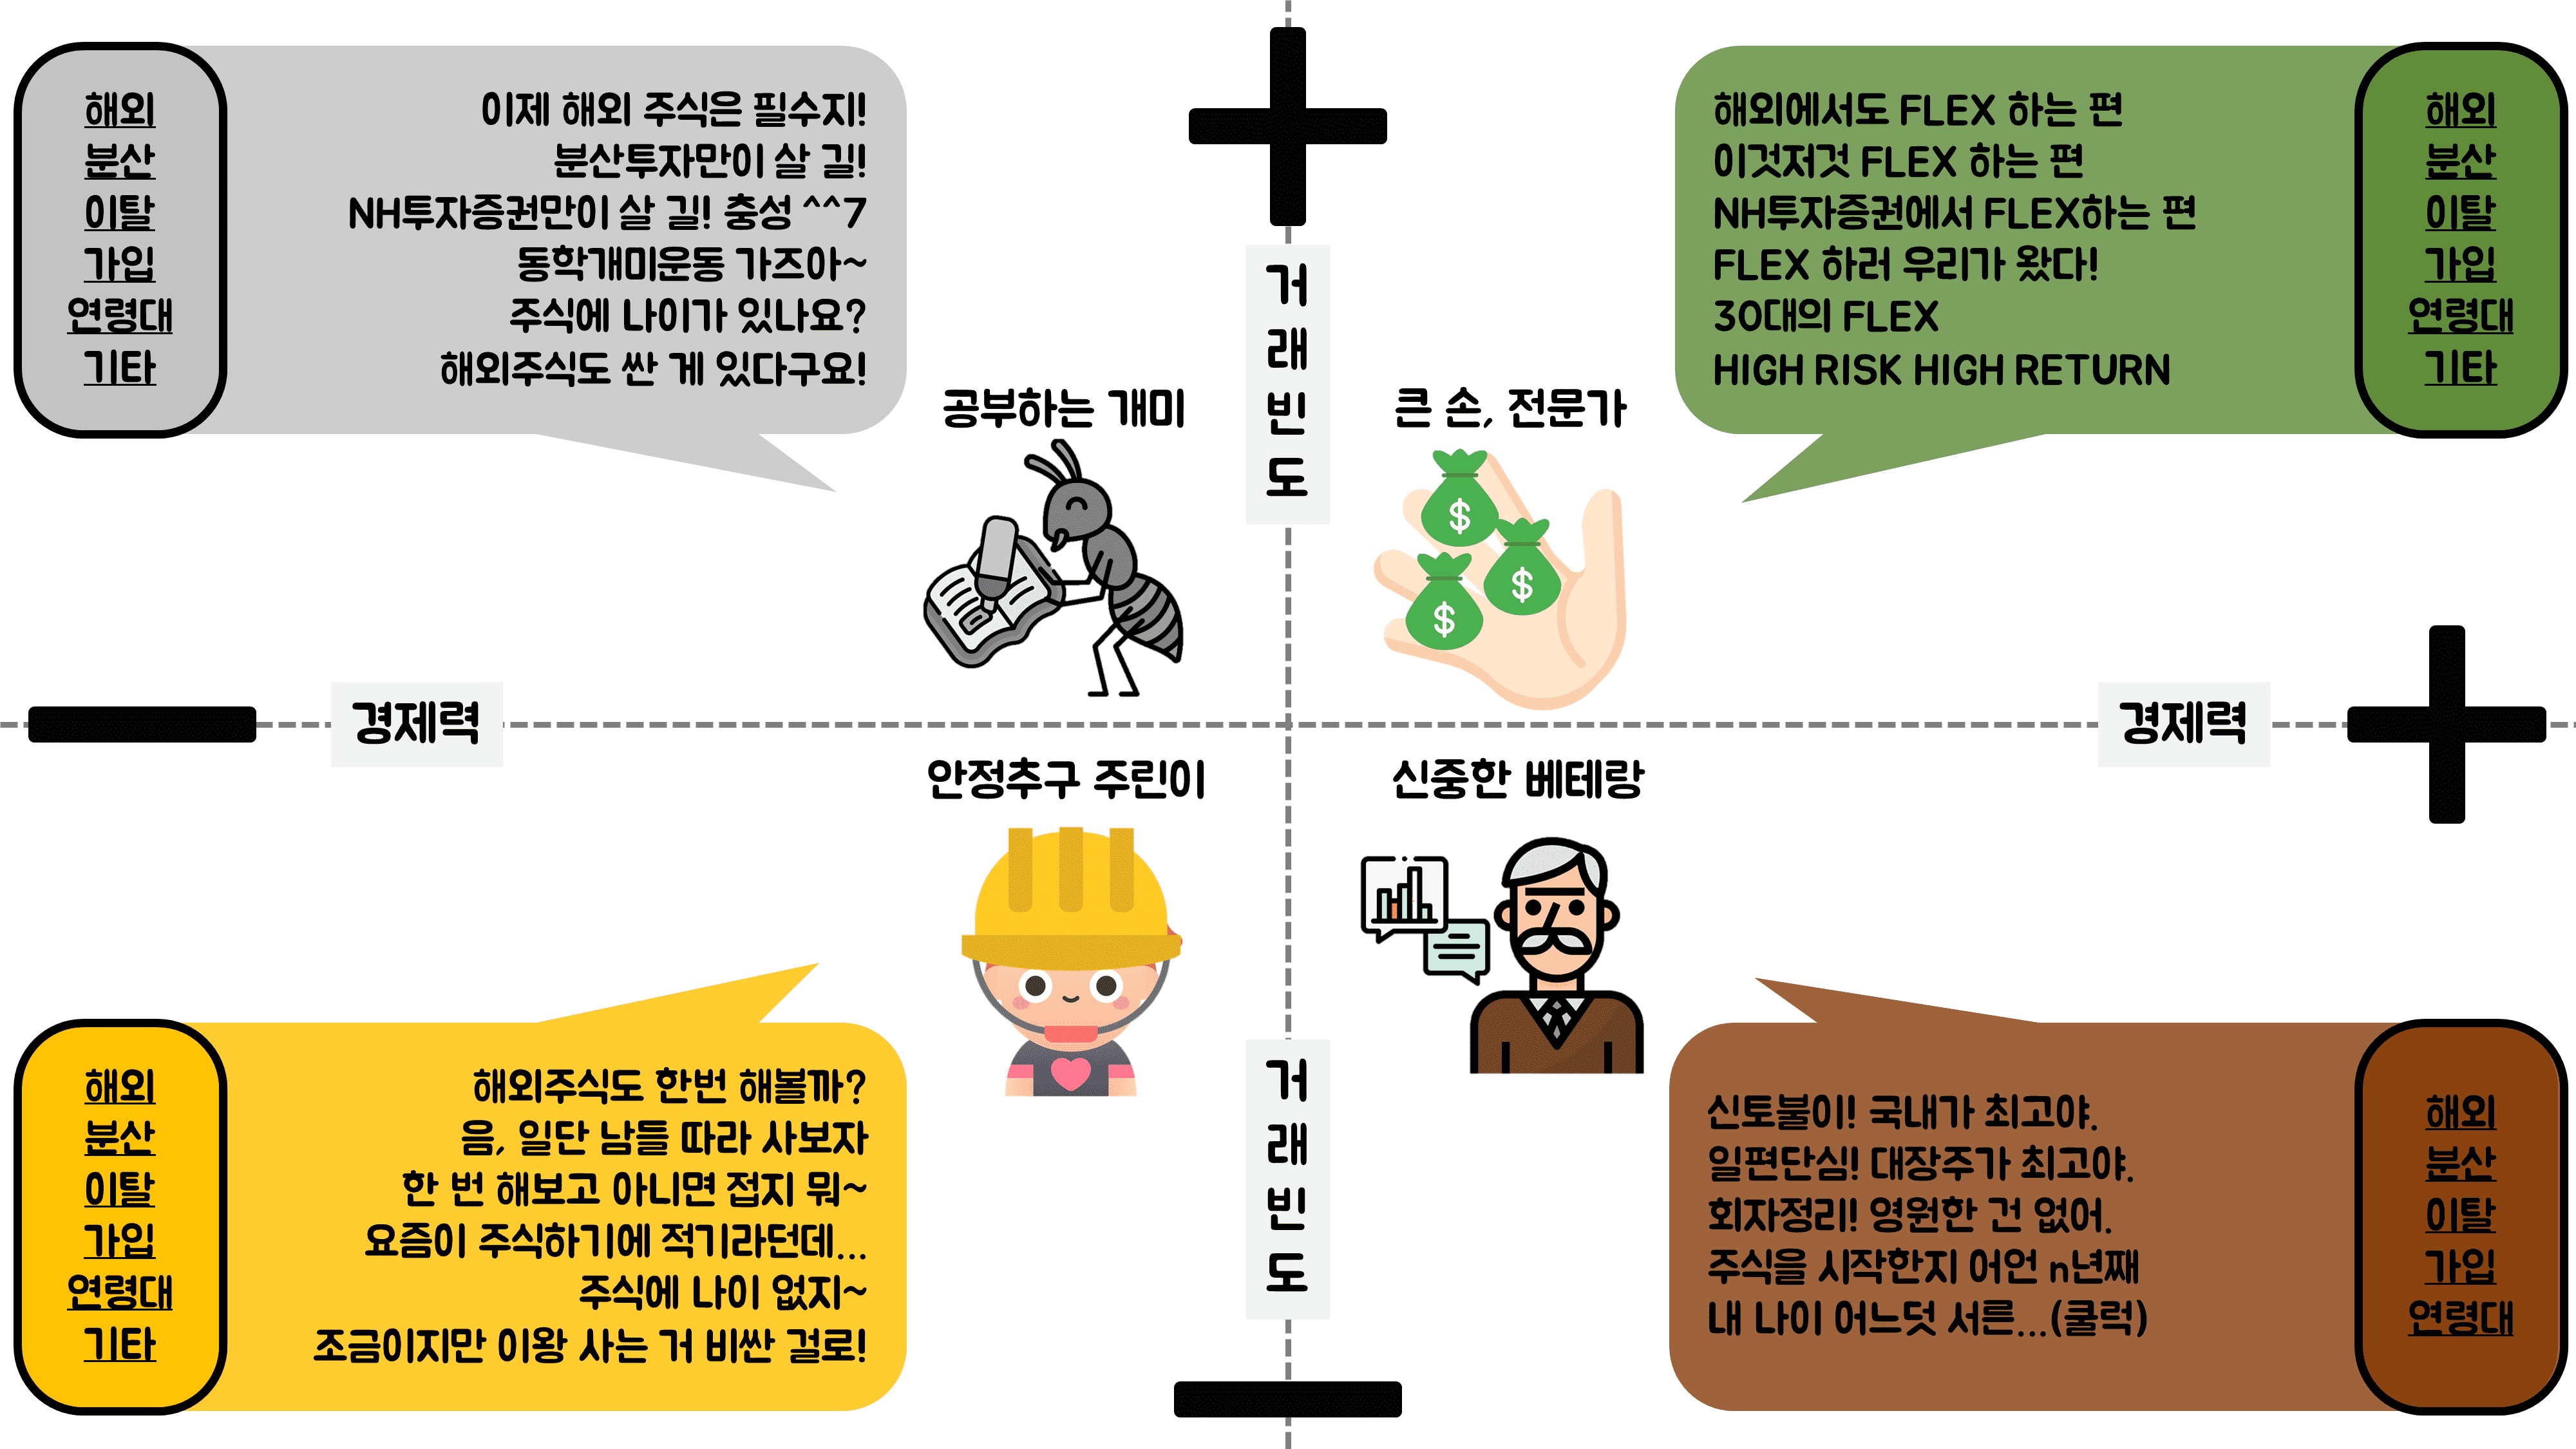 해외
분산
이탈
가입
연령대
기타
이제 해외 주식은 필수지!
분산투자만이 살 길!
NH투자증권만이 살 길! 충성 ^^7
동학개미운동 가즈아~
주식에 나이가 있나요?
해외주식도 싼 게 있다구요!
공부하는 개미
거래빈도
큰 손, 전문가
해외에서도 FLEX 하는 편
이것저것 FLEX 하는 편
NH투자증권에서 FLEX하는 편
FLEX 하러 우리가 왔다!
30대의 FLEX
HIGH RISK HIGH RETURN
해외
분산
이탈
가입
연령대
기타
경제력
경제력
안정추구 주린이
신중한 베테랑
해외
분산
이탈
가입
연령대
기타
해외주식도 한번 해볼까?
음, 일단 남들 따라 사보자
한 번 해보고 아니면 접지 뭐~
요즘이 주식하기에 적기라던데...
주식에 나이 없지~
조금이지만 이왕 사는 거 비싼 걸로!
거래빈도
신토불이! 국내가 최고야.
일편단심! 대장주가 최고야.
회자정리! 영원한 건 없어.
주식을 시작한지 어언 n년째
내 나이 어느덧 서른...(쿨럭)
해외
분산
이탈
가입
연령대